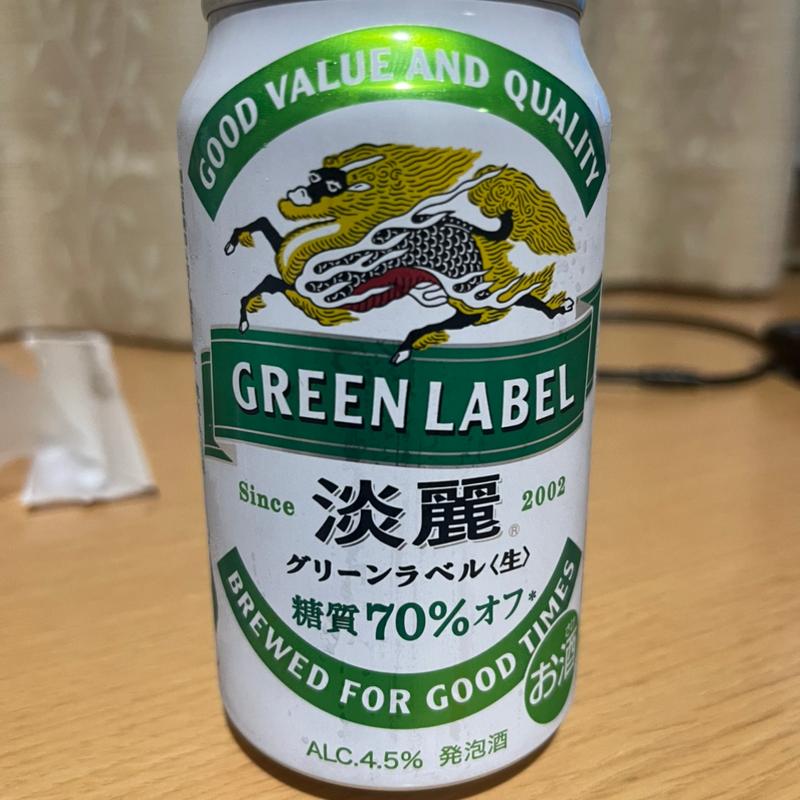 GOOD VALUE AND QUALITY
GREEN LABEL
Since 淡麗® 2002
グリーンラベル〈生〉
糖質70%オフ*
BREWED FOR GOOD TIMES
お酒
ALC.4.5% 発泡酒